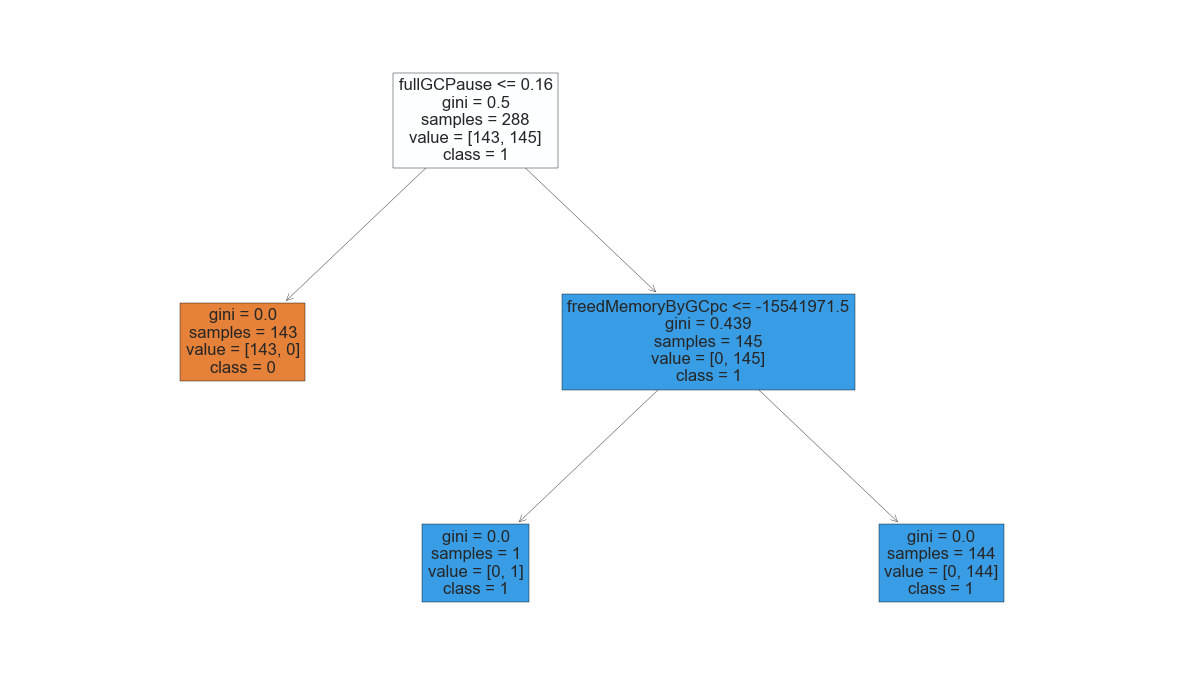 fullGCPause <= 0.16
gini = 0.5
samples = 288
value = [143, 145]
class = 1
gini = 0.0
samples = 143
value = [143, 0]
class = 0
freedMemoryByGCpc <= -15541971.5
gini = 0.439
samples = 145
value = [0, 145]
class = 1
gini = 0.0
samples = 1
value = [0, 1]
class = 1
gini = 0.0
samples = 144
value = [0, 144]
class = 1